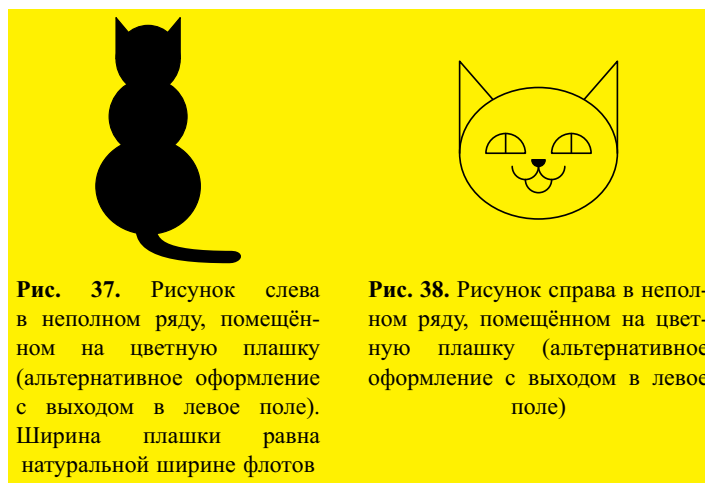 Рис. 37. Рисунок слева
в неполном ряду, помещён-
ном на цветную плашку
(альтернативное оформление
с выходом в левое поле).
Ширина плашки равна
натуральной ширине флотов
Рис. 38. Рисунок справа в непол-
ном ряду, помещённом на цвет-
ную плашку (альтернативное
оформление с выходом в левое
поле)